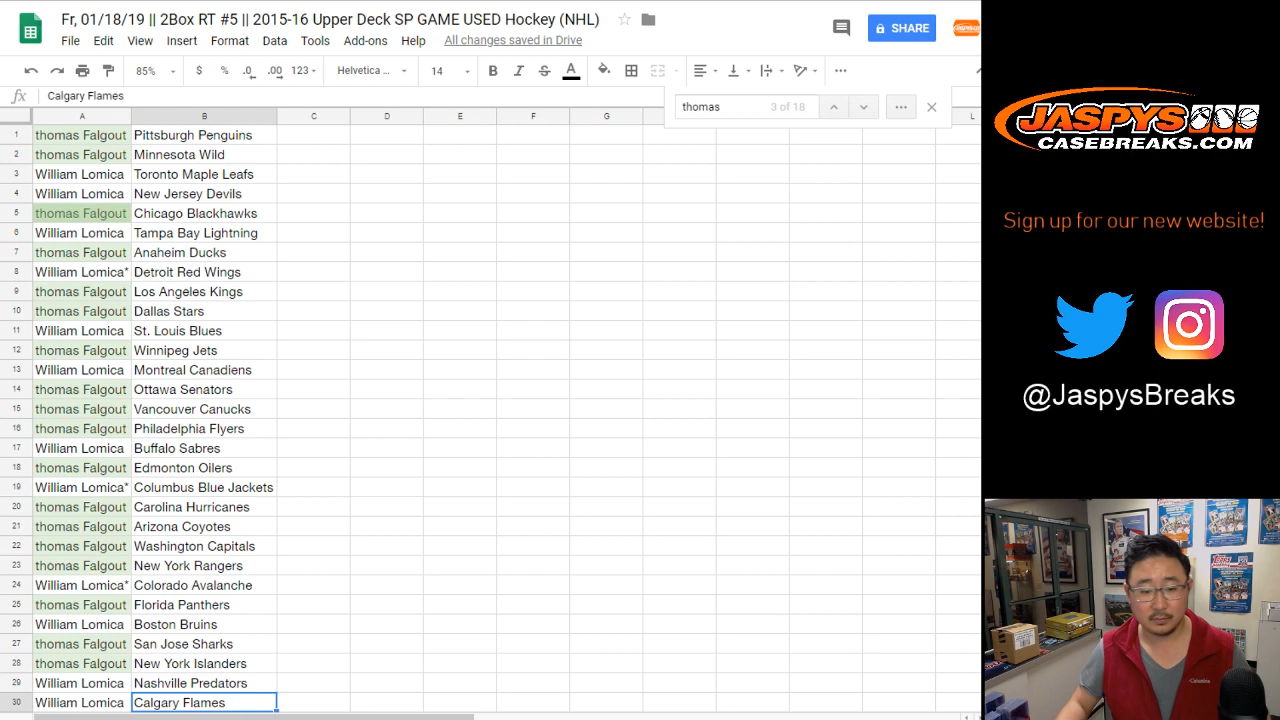 Fr, 01/18/19 || 2Box RT #5 || 2015-16 Upper Deck SP GAME USED Hockey (NHL)
File Edit View Insert Format Data Tools Add-ons Help All changes saved in Drive
SHARE
85% $ % .0 .00 123 Helvetica ... 14 B I S A
fx Calgary Flames
thomas 3 of 18
A B C D E F G L
1 thomas Falgout Pittsburgh Penguins
2 thomas Falgout Minnesota Wild
3 William Lomica Toronto Maple Leafs
4 William Lomica New Jersey Devils
5 thomas Falgout Chicago Blackhawks
6 William Lomica Tampa Bay Lightning
7 thomas Falgout Anaheim Ducks
8 William Lomica* Detroit Red Wings
9 thomas Falgout Los Angeles Kings
10 thomas Falgout Dallas Stars
11 William Lomica St. Louis Blues
12 thomas Falgout Winnipeg Jets
13 William Lomica Montreal Canadiens
14 thomas Falgout Ottawa Senators
15 thomas Falgout Vancouver Canucks
16 thomas Falgout Philadelphia Flyers
17 William Lomica Buffalo Sabres
18 thomas Falgout Edmonton Oilers
19 William Lomica* Columbus Blue Jackets
20 thomas Falgout Carolina Hurricanes
21 thomas Falgout Arizona Coyotes
22 thomas Falgout Washington Capitals
23 thomas Falgout New York Rangers
24 William Lomica* Colorado Avalanche
25 thomas Falgout Florida Panthers
26 William Lomica Boston Bruins
27 thomas Falgout San Jose Sharks
28 thomas Falgout New York Islanders
29 William Lomica Nashville Predators
30 William Lomica Calgary Flames
JASPYS
CASEBREAKS.COM
Sign up for our new website!
@JaspysBreaks
Columbia